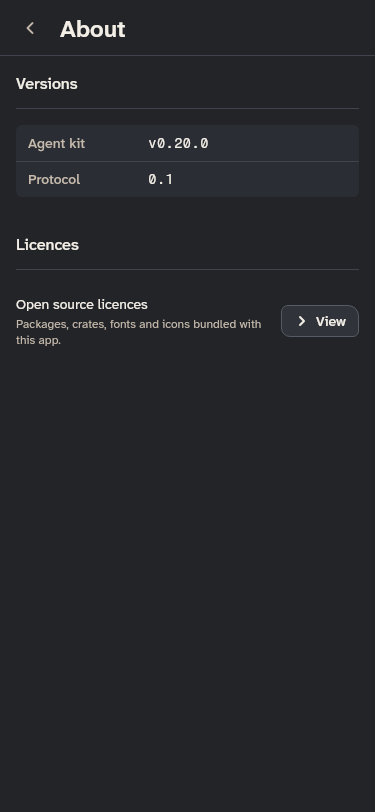 About
Versions
Agent kit v0.20.0
Protocol 0.1
Licences
Open source licences
Packages, crates, fonts and icons bundled with
this app.
View